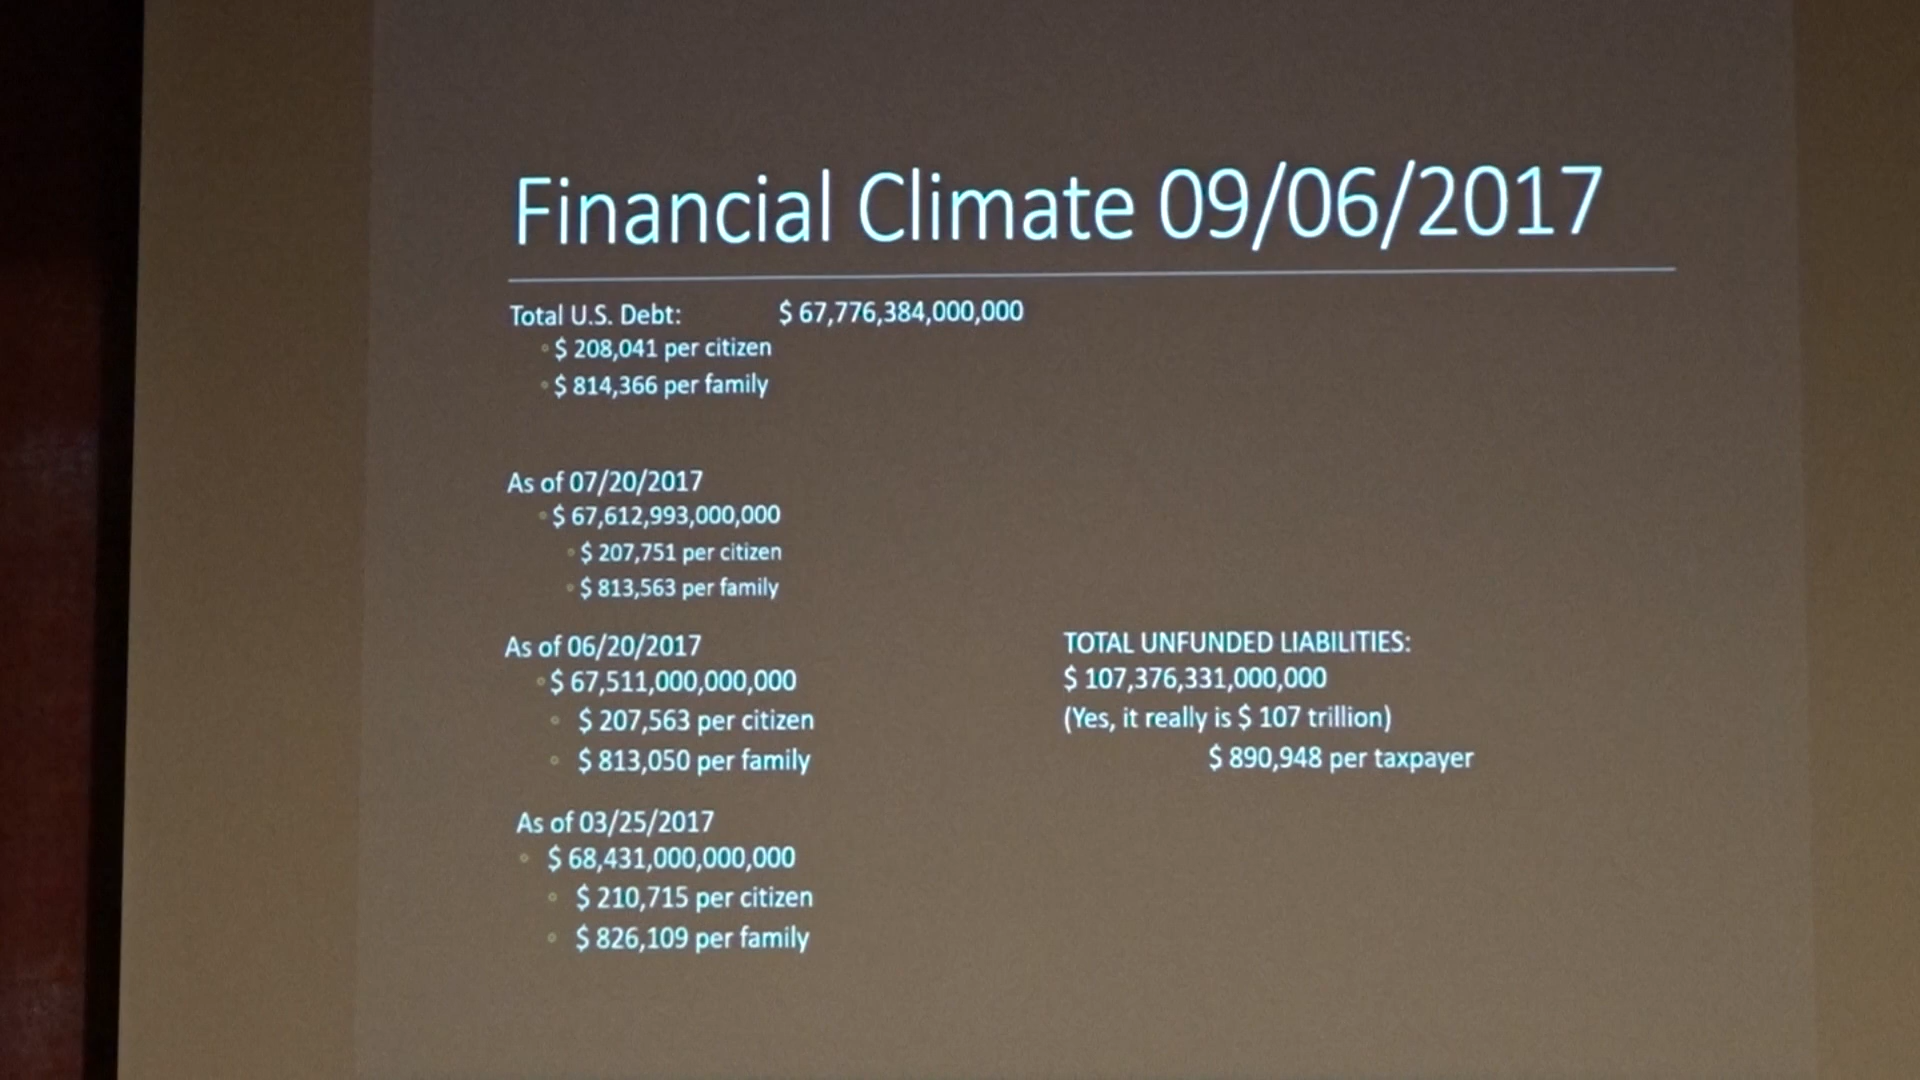 Financial Climate 09/06/2017
Total U.S. Debt: $ 67,776,384,000,000
$ 208,041 per citizen
$ 814,366 per family
As of 07/20/2017
$ 67,612,993,000,000
$ 207,751 per citizen
$ 813,563 per family
As of 06/20/2017
$ 67,511,000,000,000
$ 207,563 per citizen
$ 813,050 per family
As of 03/25/2017
$ 68,431,000,000,000
$ 210,715 per citizen
$ 826,109 per family
TOTAL UNFUNDED LIABILITIES:
$ 107,376,331,000,000
(Yes, it really is $ 107 trillion)
$ 890,948 per taxpayer